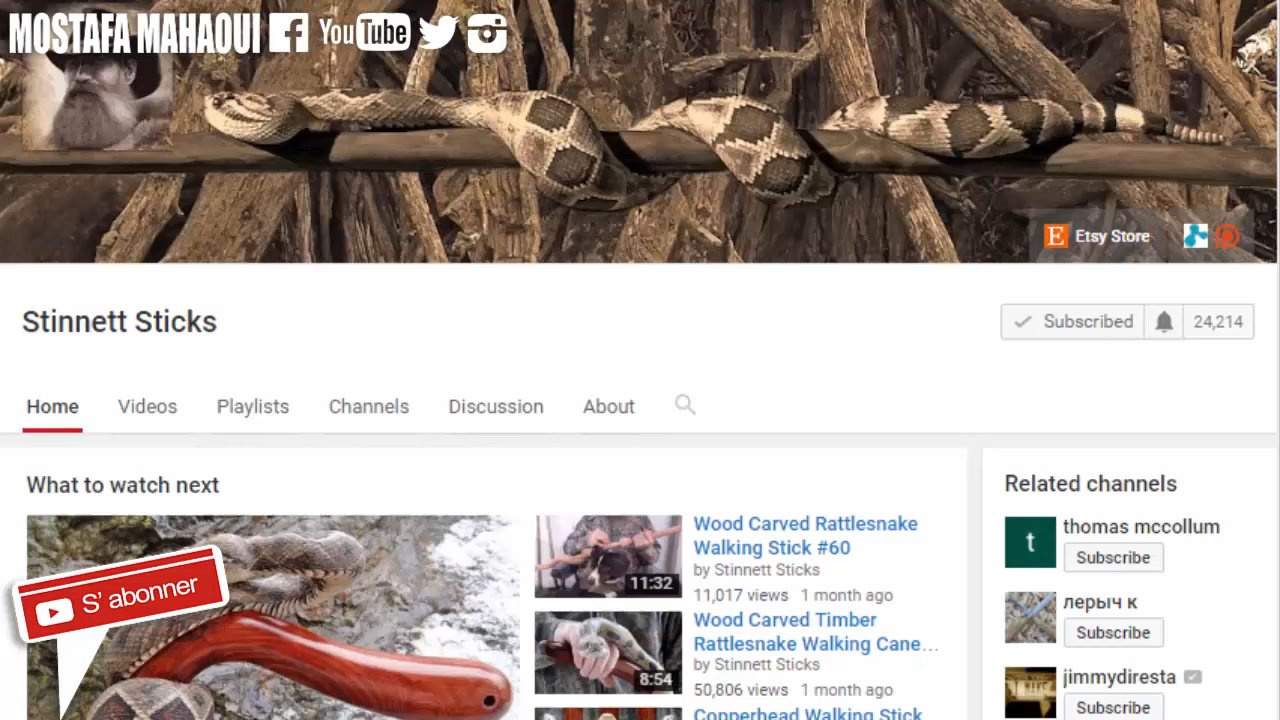 MOSTAFA MAHAOUI
YouTube
Etsy Store
Stinnett Sticks
Subscribed
24,214
Home
Videos
Playlists
Channels
Discussion
About
What to watch next
S' abonner
11:32
Wood Carved Rattlesnake
Walking Stick #60
by Stinnett Sticks
11,017 views 1 month ago
8:54
Wood Carved Timber
Rattlesnake Walking Cane…
by Stinnett Sticks
50,806 views 1 month ago
Copperhead Walking Stick
Related channels
t
thomas mccollum
Subscribe
лерыч к
Subscribe
jimmydiresta
Subscribe